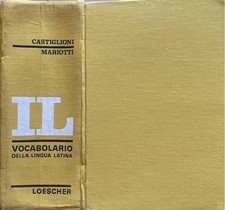 CASTIGLIONI
MARIOTTI
IL
VOCABOLARIO
DELLA LINGUA LATINA
LOESCHER